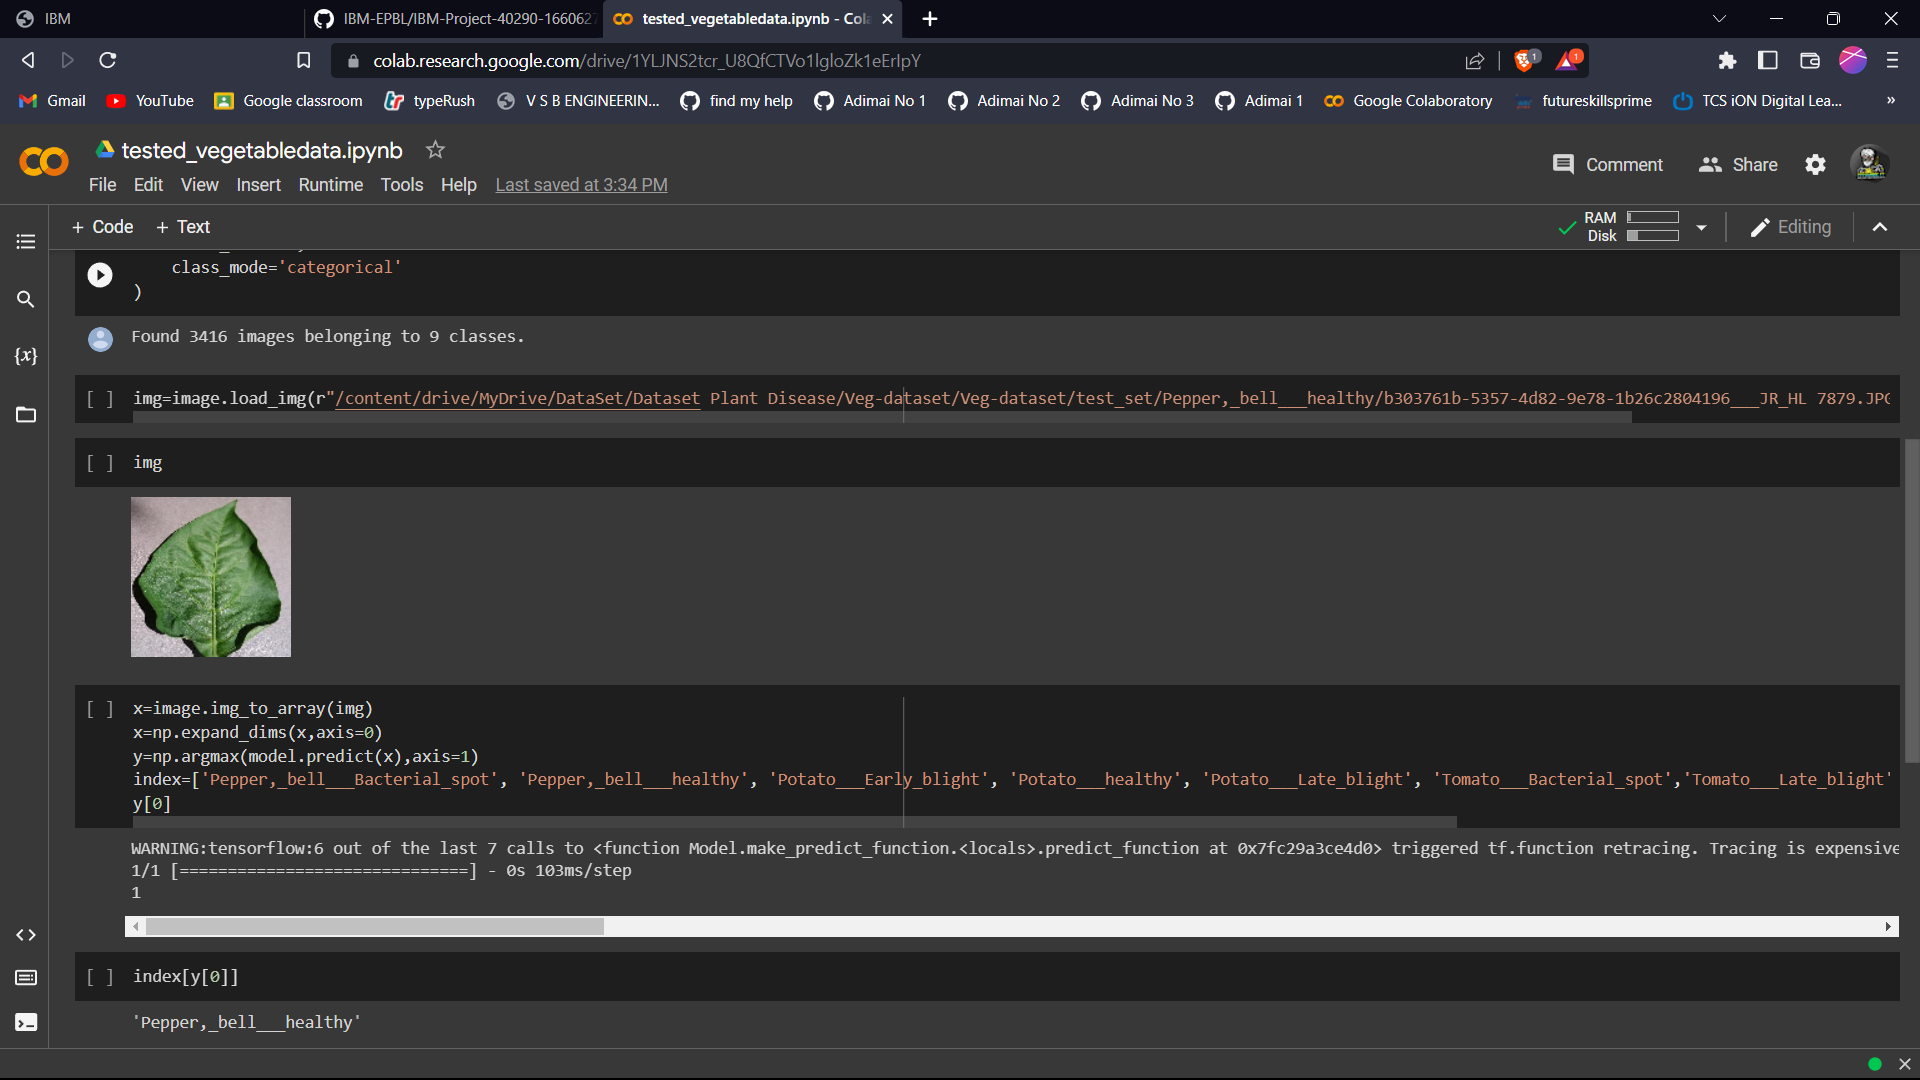 IBM
IBM-EPBL/IBM-Project-40290-166062
tested_vegetabledata.ipynb - Cola
colab.research.google.com/drive/1YLJNS2tcr_U8QfCTVo1lgloZk1eErIpY
1
1
Gmail
YouTube
Google classroom
typeRush
V S B ENGINEERIN...
find my help
Adimai No 1
Adimai No 2
Adimai No 3
Adimai 1
Google Colaboratory
futureskillsprime
TCS iON Digital Lea...
»
tested_vegetabledata.ipynb
Comment
Share
File Edit View Insert Runtime Tools Help Last saved at 3:34 PM
+ Code + Text
RAM
Disk
Editing
class_mode='categorical'
)
Found 3416 images belonging to 9 classes.
{x}
[ ] img=image.load_img(r"/content/drive/MyDrive/DataSet/Dataset Plant Disease/Veg-dataset/Veg-dataset/test_set/Pepper,_bell___healthy/b303761b-5357-4d82-9e78-1b26c2804196___JR_HL 7879.JPG
[ ] img
[ ] x=image.img_to_array(img)
x=np.expand_dims(x,axis=0)
y=np.argmax(model.predict(x),axis=1)
index=['Pepper,_bell___Bacterial_spot', 'Pepper,_bell___healthy', 'Potato___Early_blight', 'Potato___healthy', 'Potato___Late_blight', 'Tomato___Bacterial_spot','Tomato___Late_blight'
y[0]
WARNING:tensorflow:6 out of the last 7 calls to <function Model.make_predict_function.<locals>.predict_function at 0x7fc29a3ce4d0> triggered tf.function retracing. Tracing is expensive
1/1 [==============================] - 0s 103ms/step
1
[ ] index[y[0]]
'Pepper,_bell___healthy'